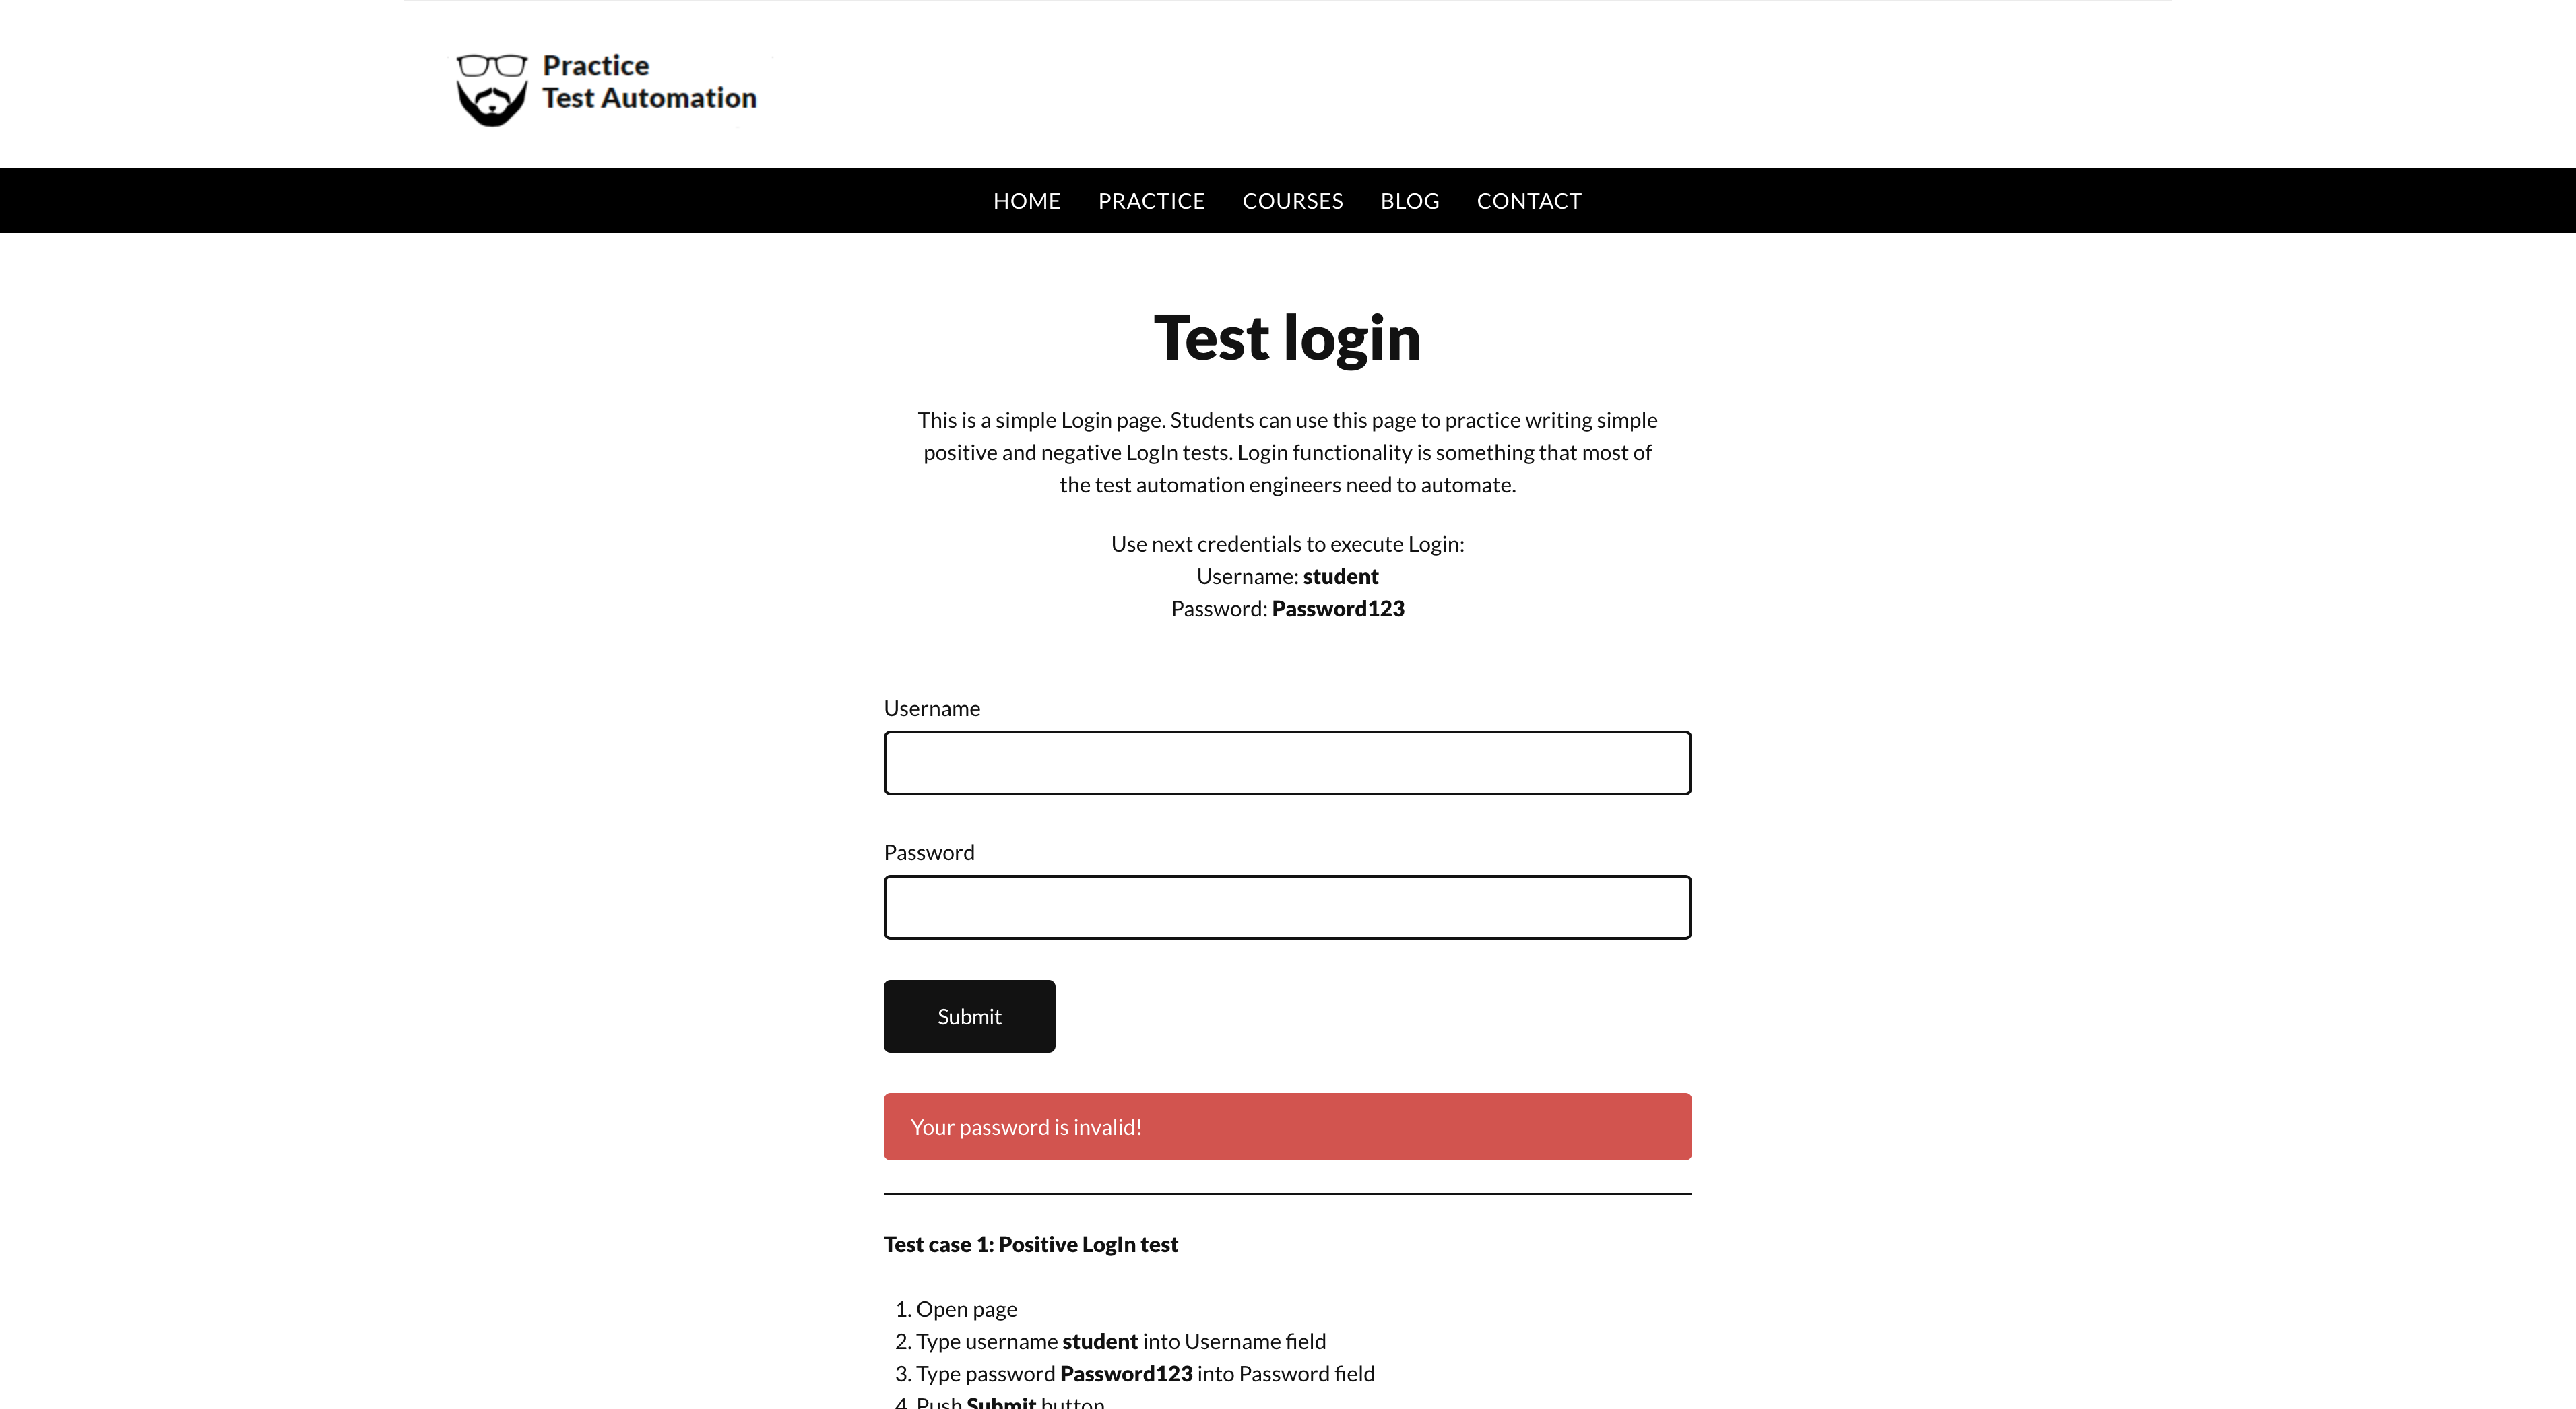 Practice
Test Automation
HOME PRACTICE COURSES BLOG CONTACT
Test login
This is a simple Login page. Students can use this page to practice writing simple
positive and negative LogIn tests. Login functionality is something that most of
the test automation engineers need to automate.
Use next credentials to execute Login:
Username: student
Password: Password123
Username
Password
Submit
Your password is invalid!
Test case 1: Positive LogIn test
1. Open page
2. Type username student into Username field
3. Type password Password123 into Password field
4. Push Submit button